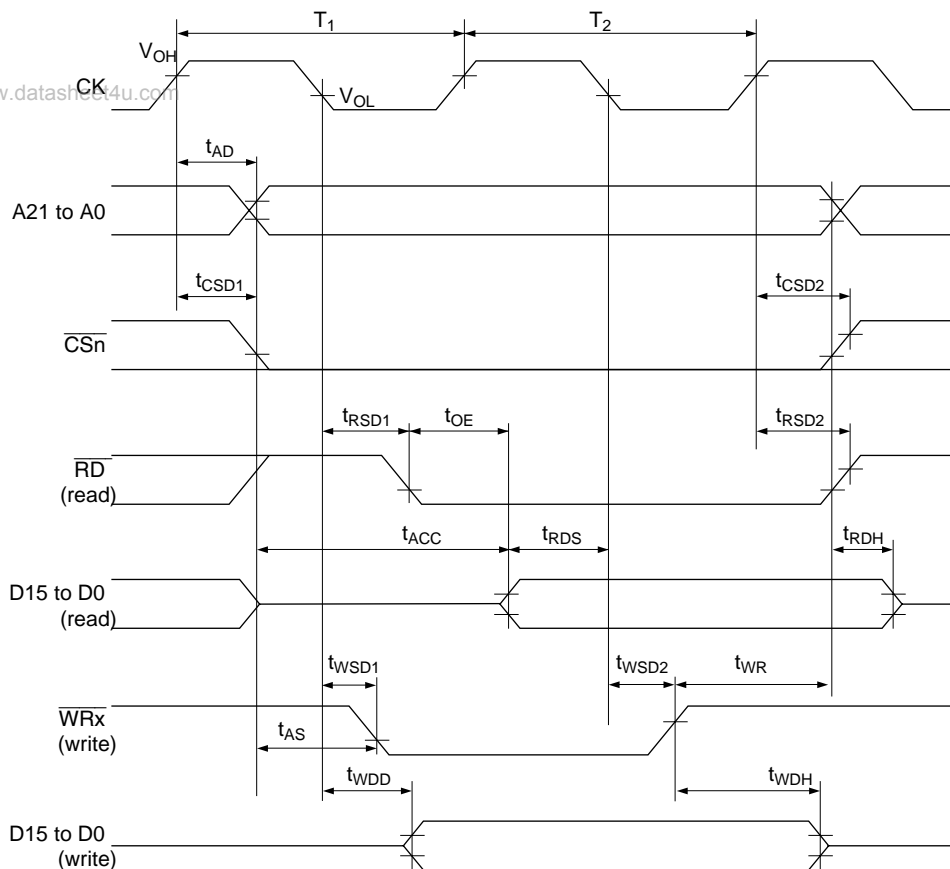 T1 T2
VOH
CK
w.datasheet4u.com
VOL
tAD
A21 to A0
tCSD1 tCSD2
CSn
tRSD1 tOE tRSD2
RD
(read)
tACC tRDS tRDH
D15 to D0
(read)
tWSD1 tWSD2 tWR
WRx
(write)
tAS
tWDD tWDH
D15 to D0
(write)